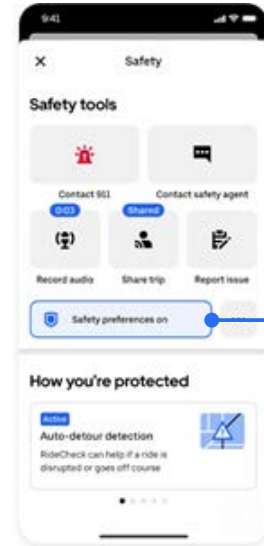 9:41
Safety
Safety tools
Contact 911
Contact safety agent
0:03
Shared
Record audio
Share trip
Report issue
Safety preferences on
How you're protected
Active
Auto-detour detection
RideCheck can help if a ride is
disrupted or goes off course